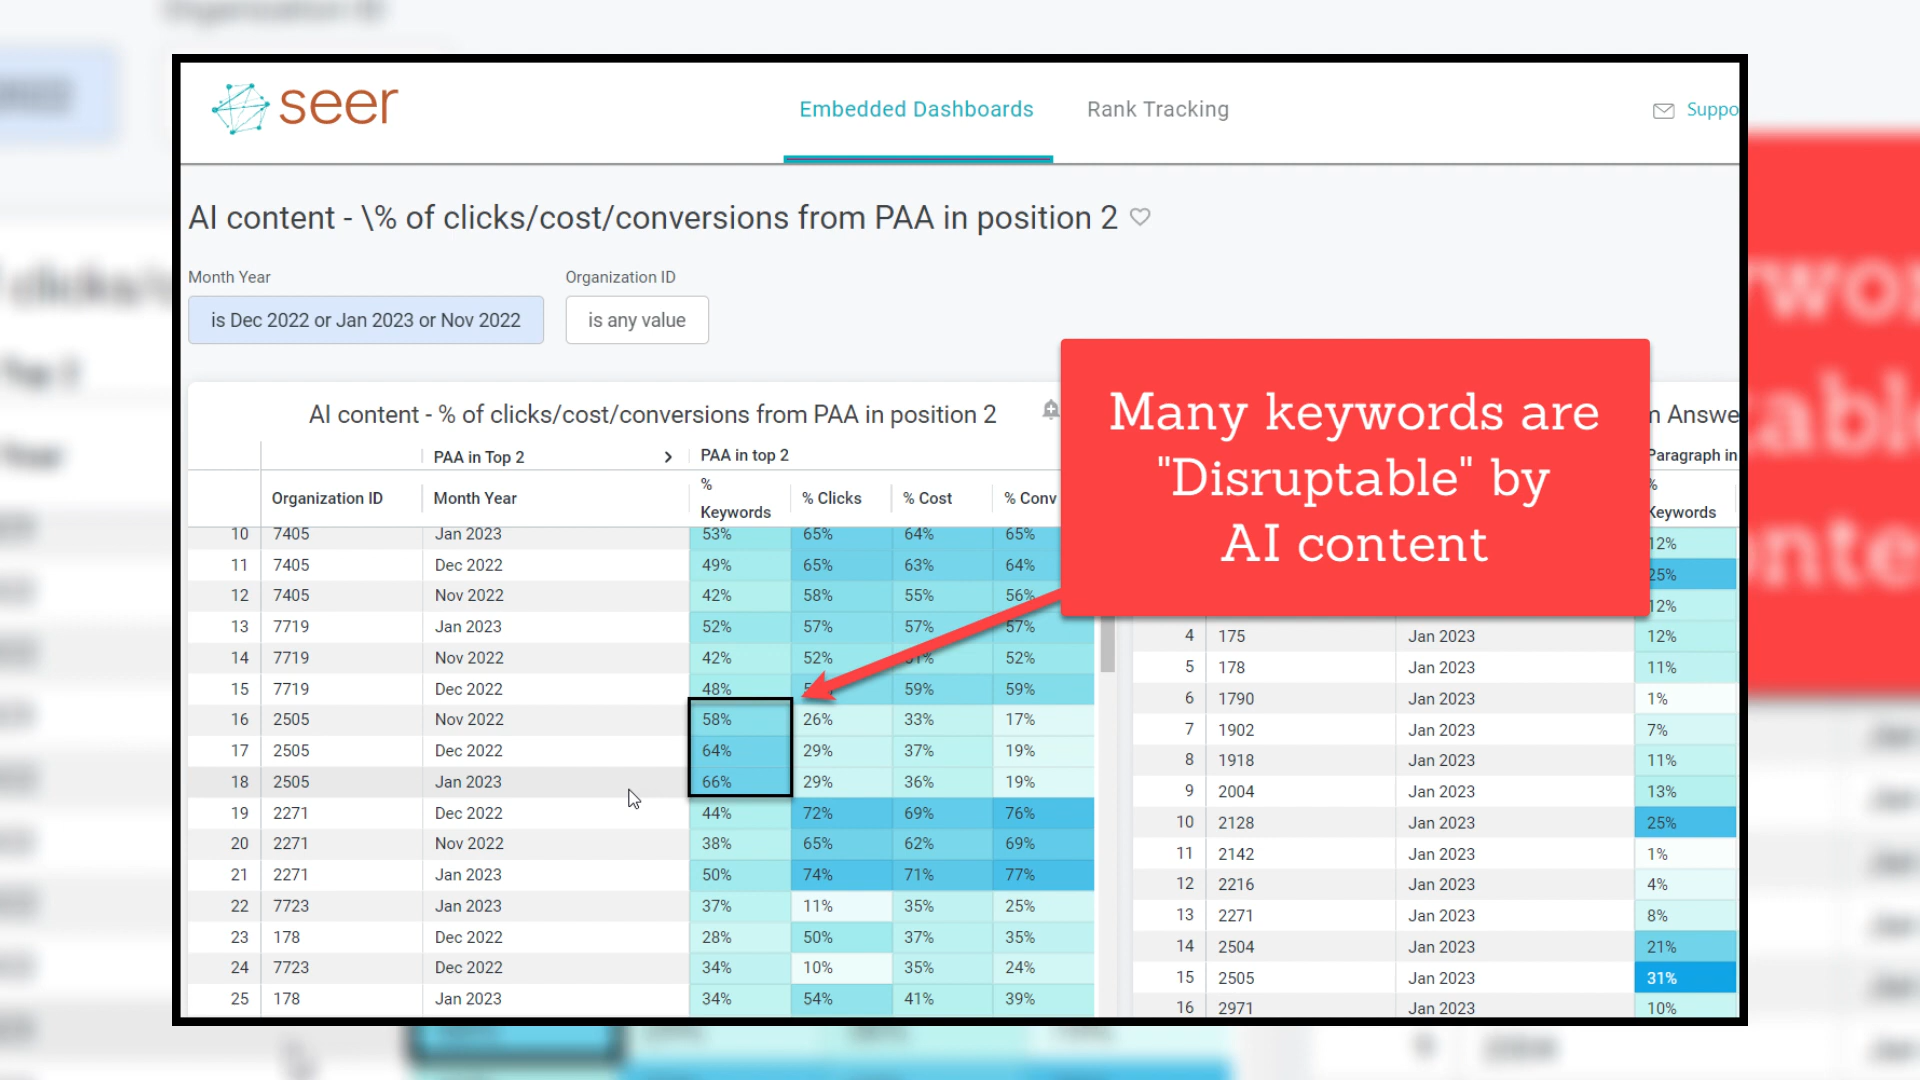 seer
Embedded Dashboards
Rank Tracking
Suppo
AI content - \% of clicks/cost/conversions from PAA in position 2
Month Year
Organization ID
is Dec 2022 or Jan 2023 or Nov 2022
is any value
Many keywords are
"Disruptable" by
AI content
AI content - % of clicks/cost/conversions from PAA in position 2
PAA in Top 2 PAA in top 2
Organization ID Month Year % Keywords % Clicks % Cost % Conv
10 7405 Jan 2023 53% 65% 64% 65%
11 7405 Dec 2022 49% 65% 63% 64%
12 7405 Nov 2022 42% 58% 55% 56%
13 7719 Jan 2023 52% 57% 57% 57%
14 7719 Nov 2022 42% 52% 52%
15 7719 Dec 2022 48% 59% 59%
16 2505 Nov 2022 58% 26% 33% 17%
17 2505 Dec 2022 64% 29% 37% 19%
18 2505 Jan 2023 66% 29% 36% 19%
19 2271 Dec 2022 44% 72% 69% 76%
20 2271 Nov 2022 38% 65% 62% 69%
21 2271 Jan 2023 50% 74% 71% 77%
22 7723 Jan 2023 37% 11% 35% 25%
23 178 Dec 2022 28% 50% 37% 35%
24 7723 Dec 2022 34% 10% 35% 24%
25 178 Jan 2023 34% 54% 41% 39%
n Answe
Paragraph in
% Keywords
12%
25%
12%
4 175 Jan 2023 12%
5 178 Jan 2023 11%
6 1790 Jan 2023 1%
7 1902 Jan 2023 7%
8 1918 Jan 2023 11%
9 2004 Jan 2023 13%
10 2128 Jan 2023 25%
11 2142 Jan 2023 1%
12 2216 Jan 2023 4%
13 2271 Jan 2023 8%
14 2504 Jan 2023 21%
15 2505 Jan 2023 31%
16 2971 Jan 2023 10%